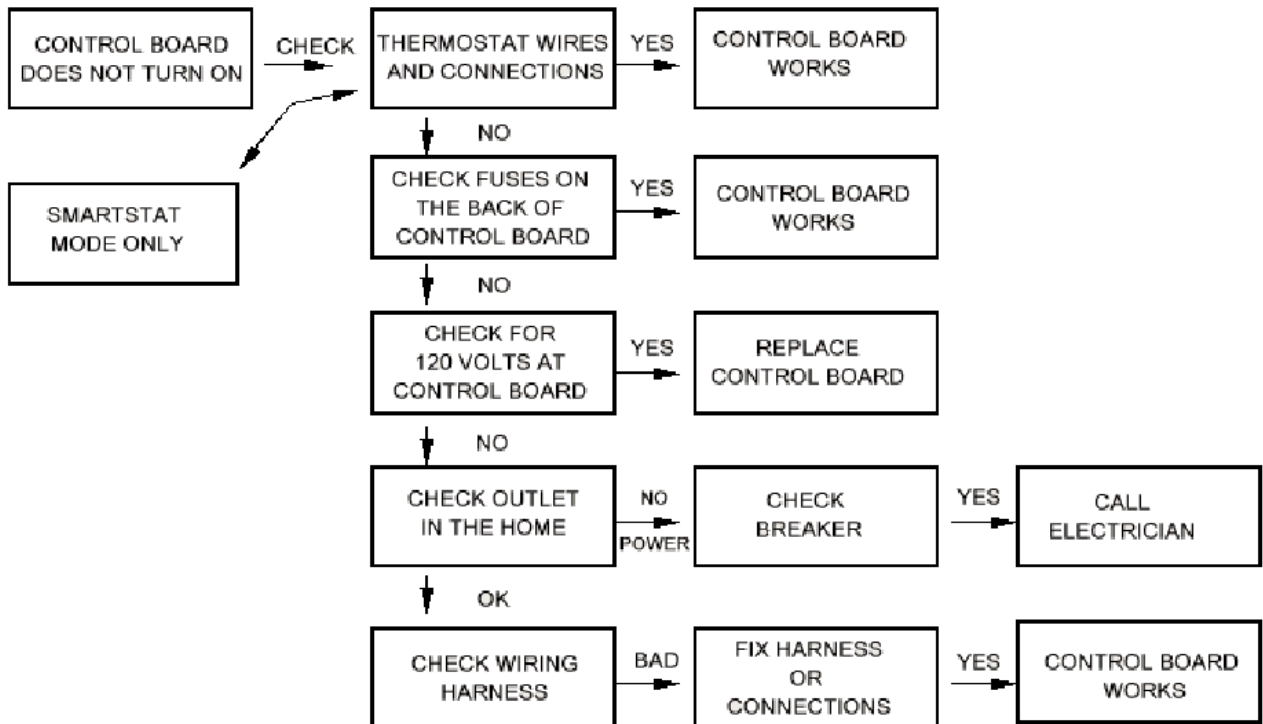 CONTROL BOARD
DOES NOT TURN ON
CHECK
THERMOSTAT WIRES
AND CONNECTIONS
YES
CONTROL BOARD
WORKS
SMARTSTAT
MODE ONLY
NO
CHECK FUSES ON
THE BACK OF
CONTROL BOARD
YES
CONTROL BOARD
WORKS
NO
CHECK FOR
120 VOLTS AT
CONTROL BOARD
YES
REPLACE
CONTROL BOARD
NO
CHECK OUTLET
IN THE HOME
NO
POWER
CHECK
BREAKER
YES
CALL
ELECTRICIAN
OK
CHECK WIRING
HARNESS
BAD
FIX HARNESS
OR
CONNECTIONS
YES
CONTROL BOARD
WORKS